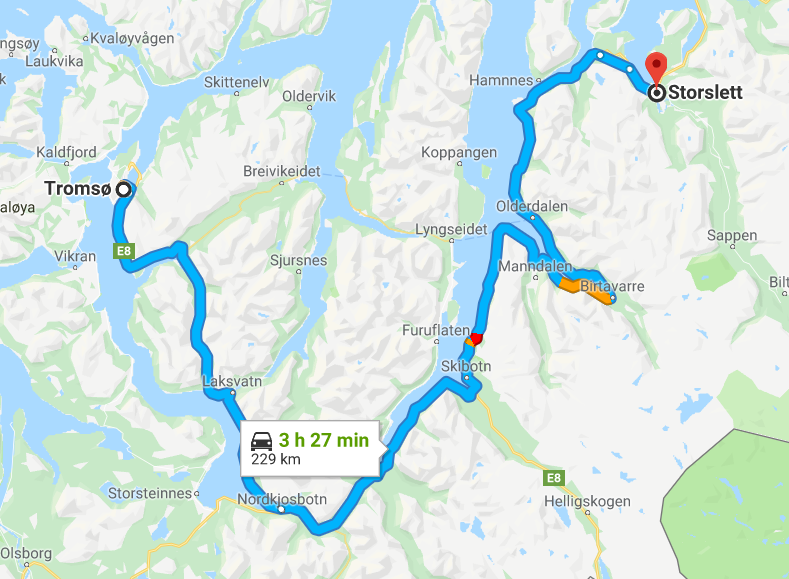 ngsøy
Kvaløyvågen
Laukvika
Skittenelv
Oldervik
Hamnnes
Storslett
Kaldfjord
Koppangen
Breivikeidet
Tromsø
aløya
Olderdalen
Lyngseidet
Sappen
E8
Vikran
Sjursnes
Manndalen
Birtavarre
Bilt
Furuflaten
Skibotn
Laksvatn
3 h 27 min
229 km
E8
Storsteinnes
Nordkjosbotn
Helligskogen
Olsborg